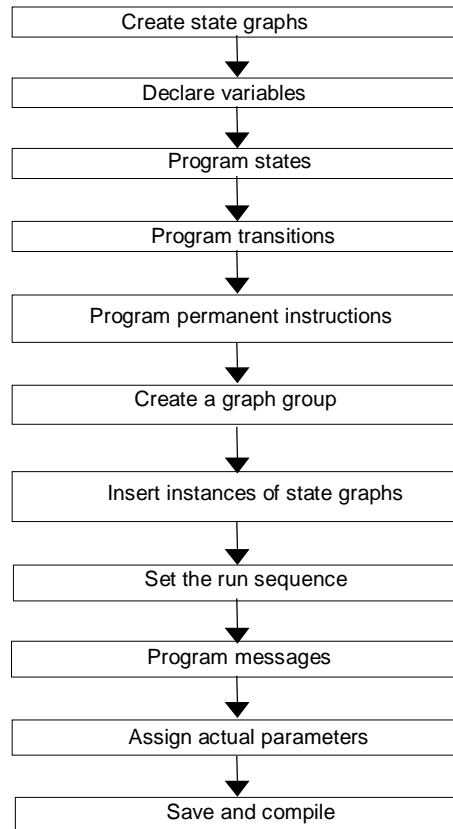 Create state graphs
Declare variables
Program states
Program transitions
Program permanent instructions
Create a graph group
Insert instances of state graphs
Set the run sequence
Program messages
Assign actual parameters
Save and compile